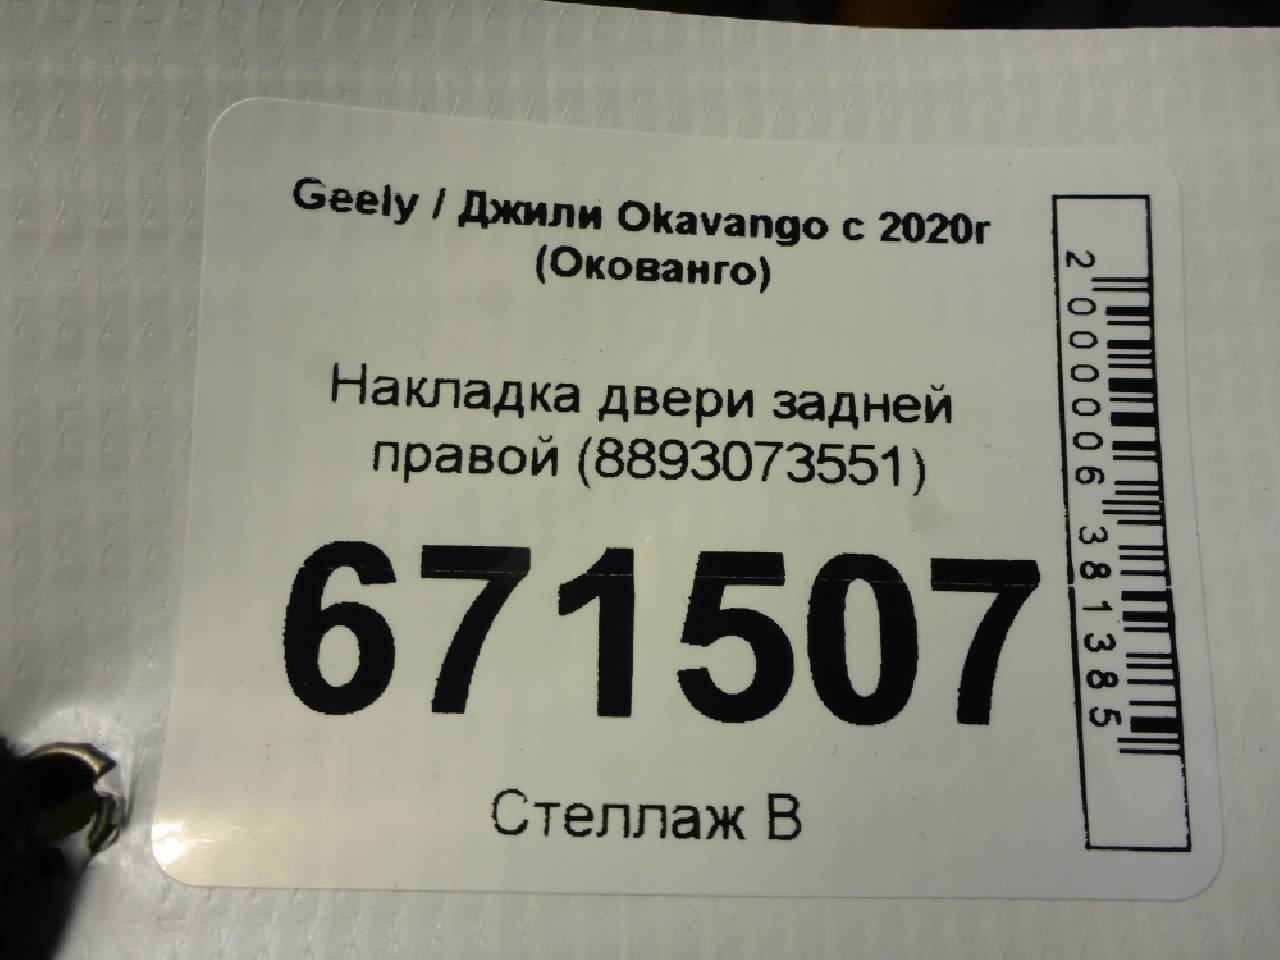 Geely / Джили Okavango с 2020г
(Окованго)
Накладка двери задней
правой (8893073551)
671507
Стеллаж В
2000006381385